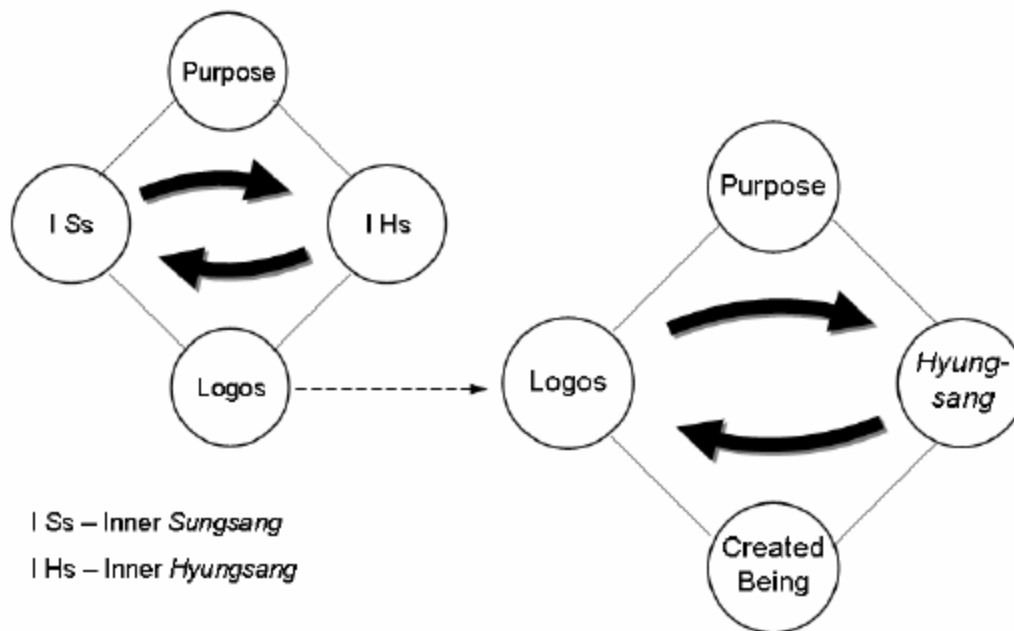 Purpose
I Ss
I Hs
Logos
Purpose
Logos
Hyung-
sang
Created
Being
I Ss – Inner Sungsang
I Hs – Inner Hyungsang